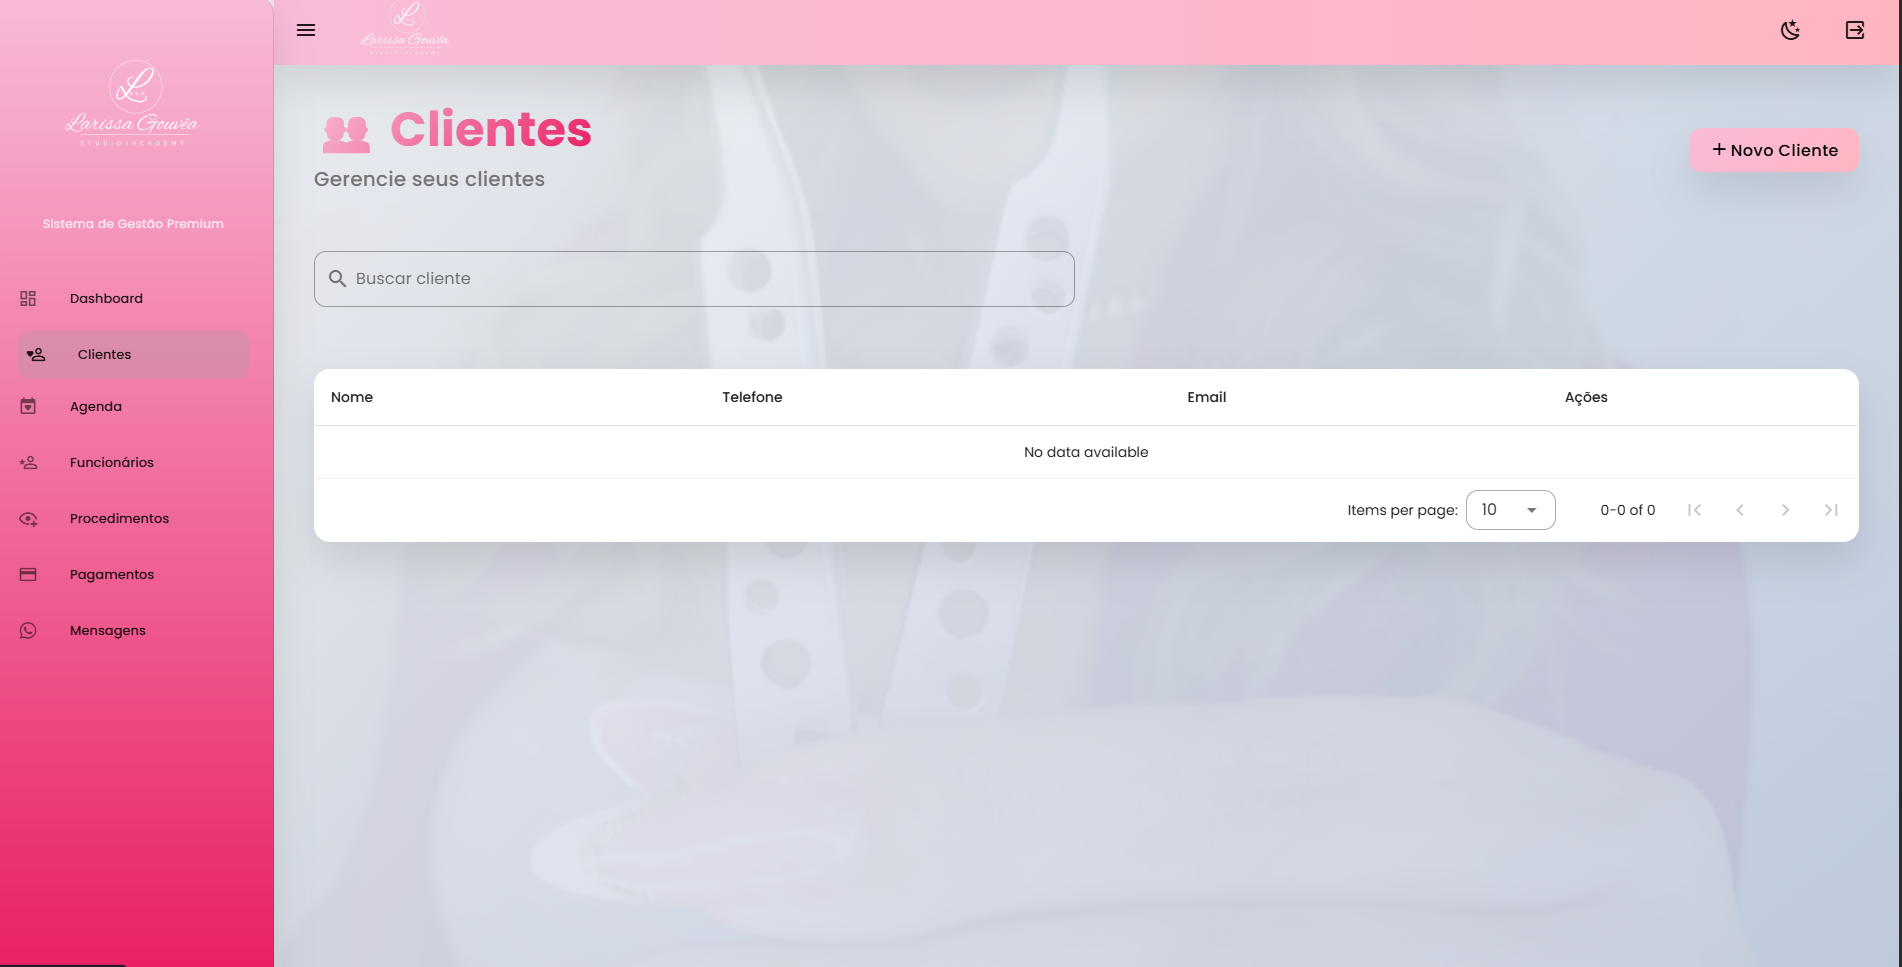 Larissa Gouvêa
STUDIO/ACADEMY
Sistema de Gestão Premium
Dashboard
Clientes
Agenda
Funcionários
Procedimentos
Pagamentos
Mensagens
Larissa Gouvêa
STUDIO/ACADEMY
Clientes
Gerencie seus clientes
+ Novo Cliente
Buscar cliente
Nome Telefone Email Ações
No data available
Items per page: 10 0-0 of 0